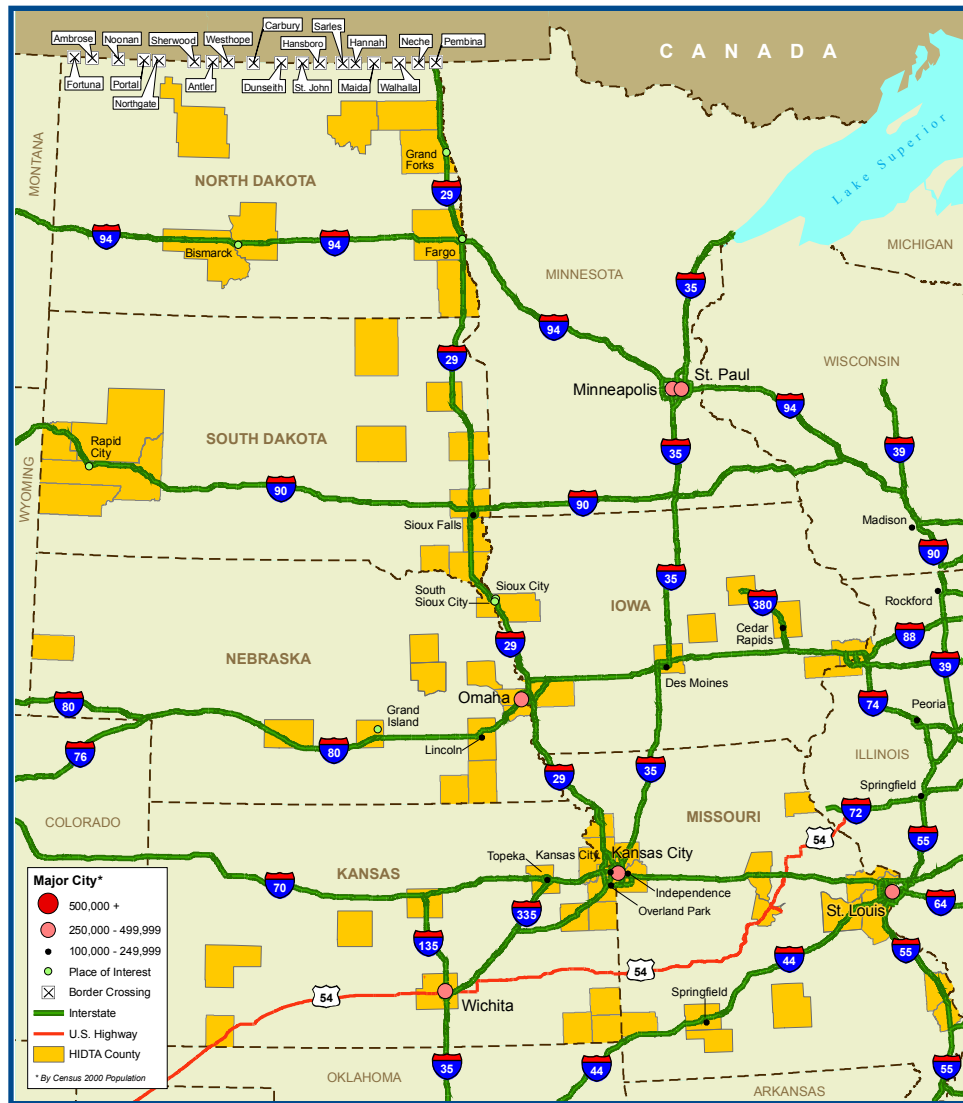 Ambrose
Noonan
Sherwood
Westhope
Carbury
Hansboro
Sarles
Hannah
Neche
Pembina
Fortuna
Portal
Northgate
Antler
Dunseith
St. John
Maida
Walhalla
CANADA
Lake Superior
MONTANA
NORTH DAKOTA
Grand
Forks
29
94
Bismarck
94
Fargo
MINNESOTA
35
MICHIGAN
94
29
WISCONSIN
Minneapolis
St. Paul
94
39
35
WYOMING
Rapid
City
SOUTH DAKOTA
90
90
Sioux Falls
Madison
90
35
South
Sioux City
Sioux City
IOWA
380
Cedar
Rapids
Rockford
88
29
NEBRASKA
39
Des Moines
Omaha
80
74
Peoria
Grand
Island
76
80
Lincoln
29
35
ILLINOIS
Springfield
72
COLORADO
MISSOURI
54
55
Topeka
Kansas City
Kansas City
70
KANSAS
Independence
Overland Park
335
St. Louis
64
135
55
44
54
54
Wichita
Springfield
35
44
55
OKLAHOMA
ARKANSAS
Major City*
500,000 +
250,000 - 499,999
100,000 - 249,999
Place of Interest
Border Crossing
Interstate
U.S. Highway
HIDTA County
* By Census 2000 Population